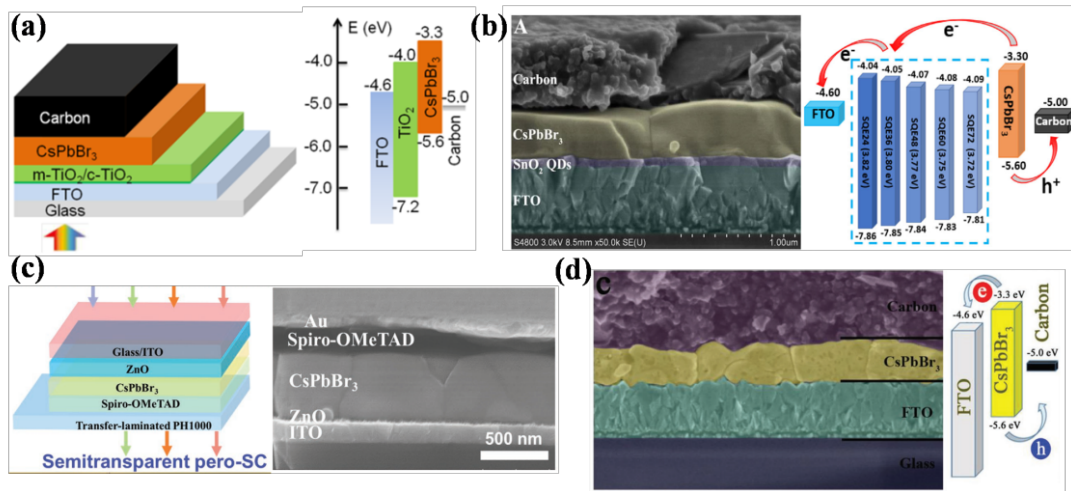 (a)
Carbon
CsPbBr3
m-TiO2/c-TiO2
FTO
Glass
E (eV)
-4.0
-5.0
-6.0
-7.0
-3.3
-4.0
-4.6
-5.0
-5.6
-7.2
FTO
TiO2
CsPbBr3
Carbon
(b)
A
Carbon
CsPbBr3
SnO2 QDs
FTO
S4800 3.0kV 8.5mm x50.0k SE(U)
1.00um
e-
e-
-4.60
FTO
-4.04
-4.05
-4.07
-4.08
-4.09
SQE24 (3.82 eV)
SQE36 (3.80 eV)
SQE48 (3.77 eV)
SQE60 (3.75 eV)
SQE72 (3.72 eV)
-7.86
-7.85
-7.84
-7.83
-7.81
-3.30
CsPbBr3
-5.60
-5.00
Carbon
h+
(c)
Glass/ITO
ZnO
CsPbBr3
Spiro-OMeTAD
Transfer-laminated PH1000
Semitransparent pero-SC
Au
Spiro-OMeTAD
CsPbBr3
ZnO
ITO
500 nm
(d)
C
Carbon
CsPbBr3
FTO
Glass
e
-3.3 eV
-4.6 eV
FTO
CsPbBr3
Carbon
-5.0 eV
-5.6 eV
h